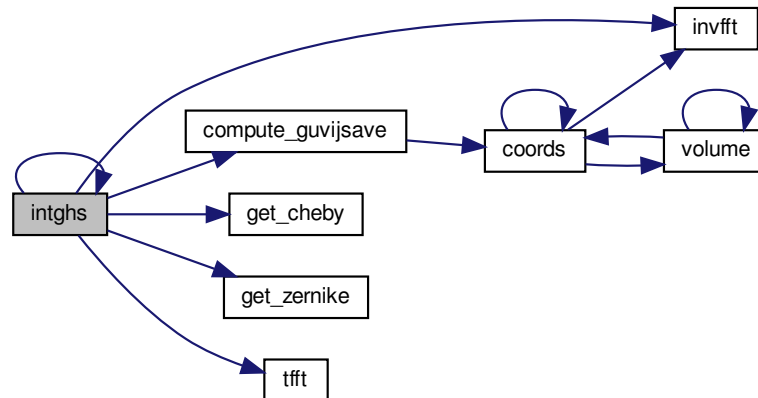 invfft
compute_guvijsave
coords
volume
intghs
get_cheby
get_zernike
tfft